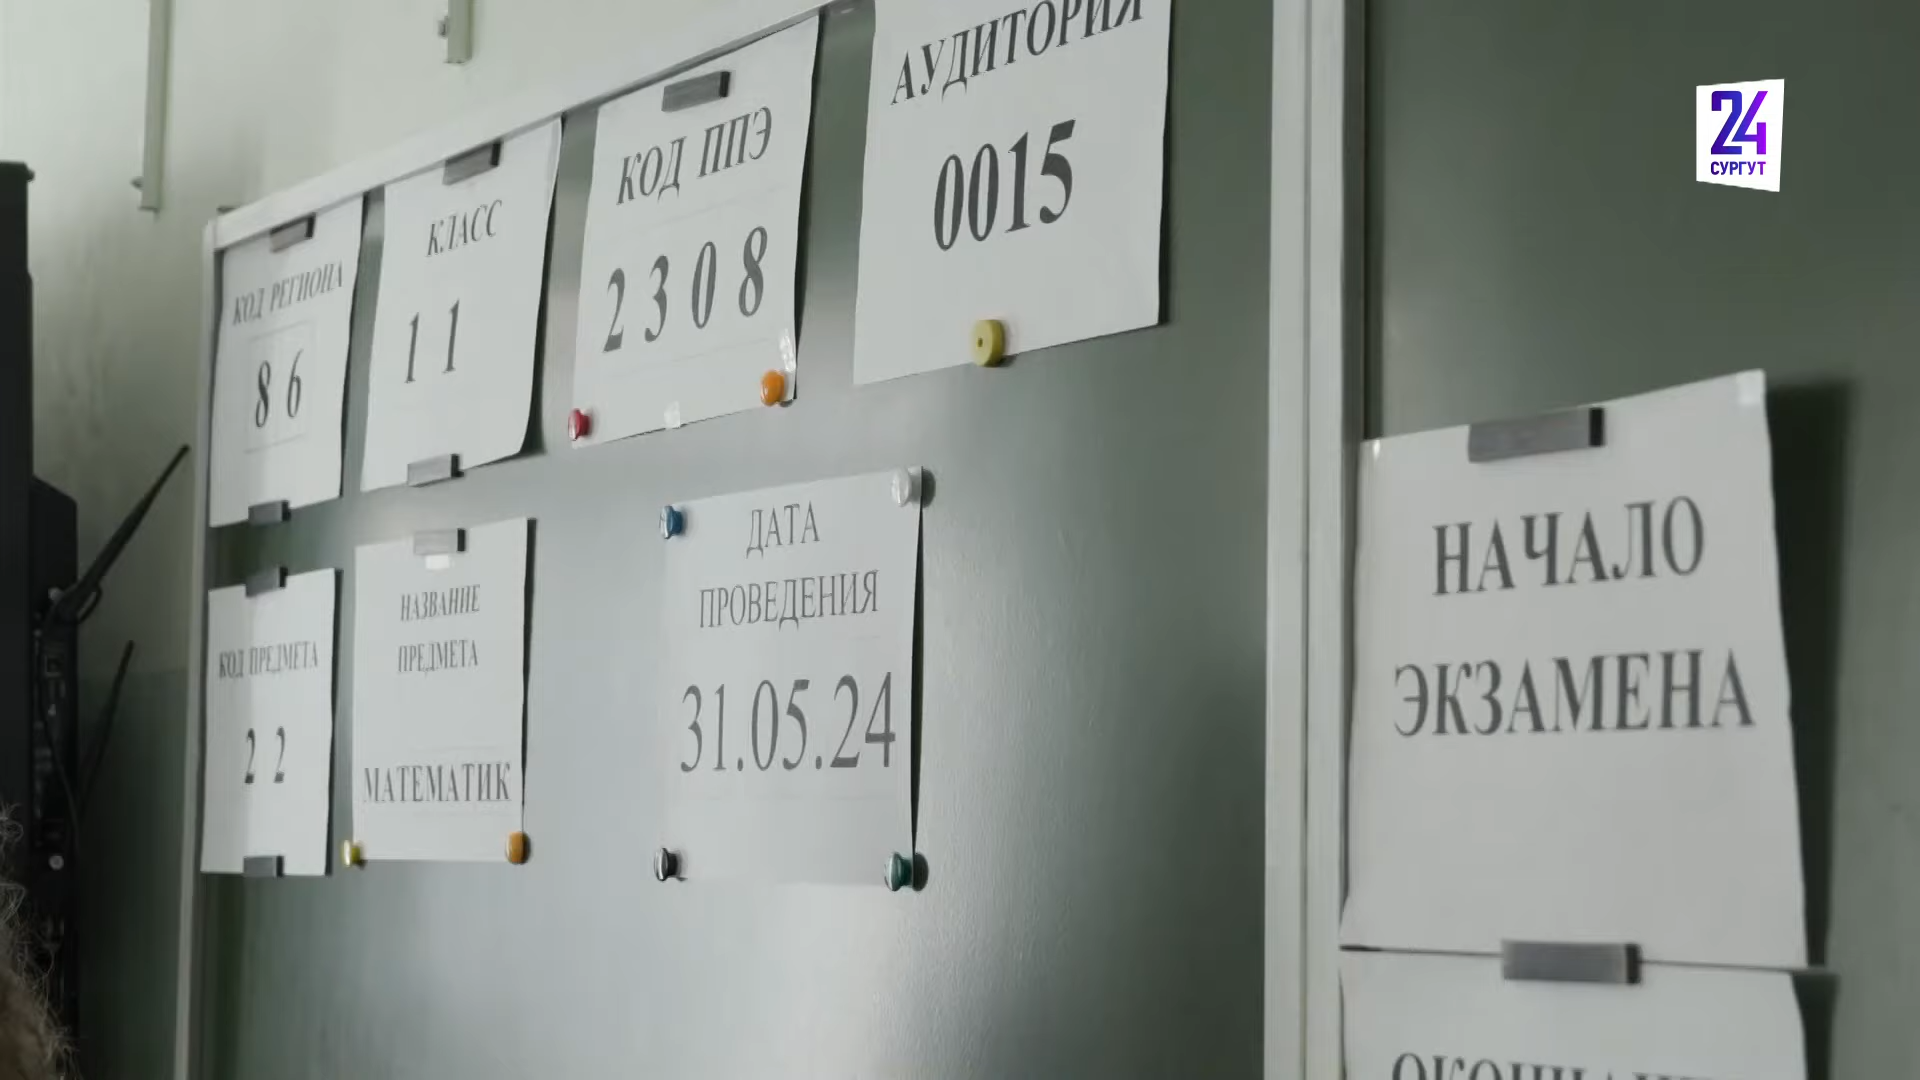 КОД РЕГИОНА
8 6
КЛАСС
1 1
КОД ППЭ
2 3 0 8
АУДИТОРИЯ
0015
24
СУРГУТ
КОД ПРЕДМЕТА
2 2
НАЗВАНИЕ
ПРЕДМЕТА
МАТЕМАТИК
ДАТА
ПРОВЕДЕНИЯ
31.05.24
НАЧАЛО
ЭКЗАМЕНА